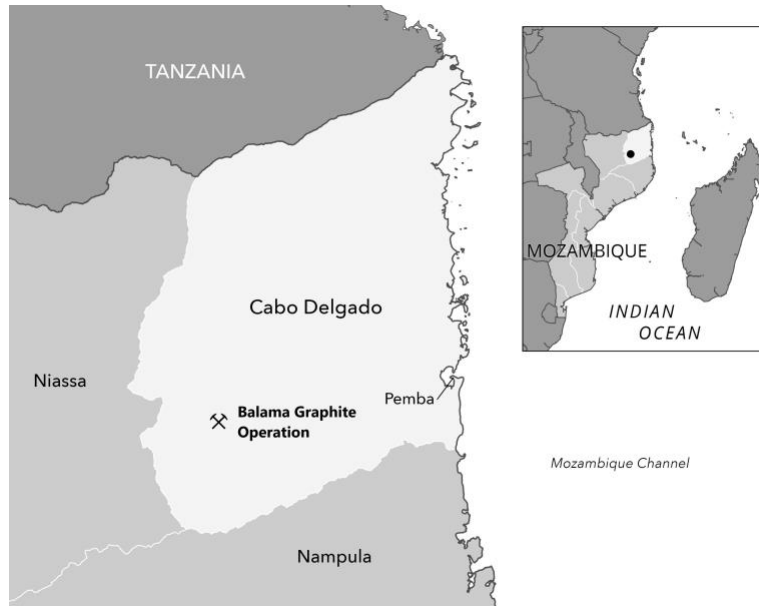 TANZANIA
Cabo Delgado
Niassa
Pemba
Balama Graphite
Operation
Nampula
MOZAMBIQUE
INDIAN
OCEAN
Mozambique Channel